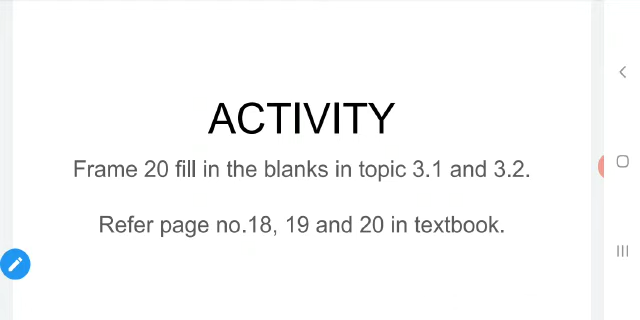 ACTIVITY
Frame 20 fill in the blanks in topic 3.1 and 3.2.
Refer page no.18, 19 and 20 in textbook.